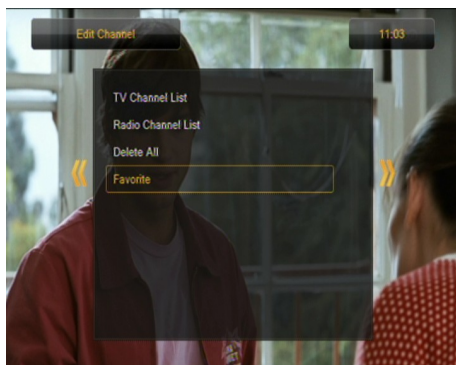 Edit Channel
11:03
TV Channel List
Radio Channel List
Delete All
Favorite